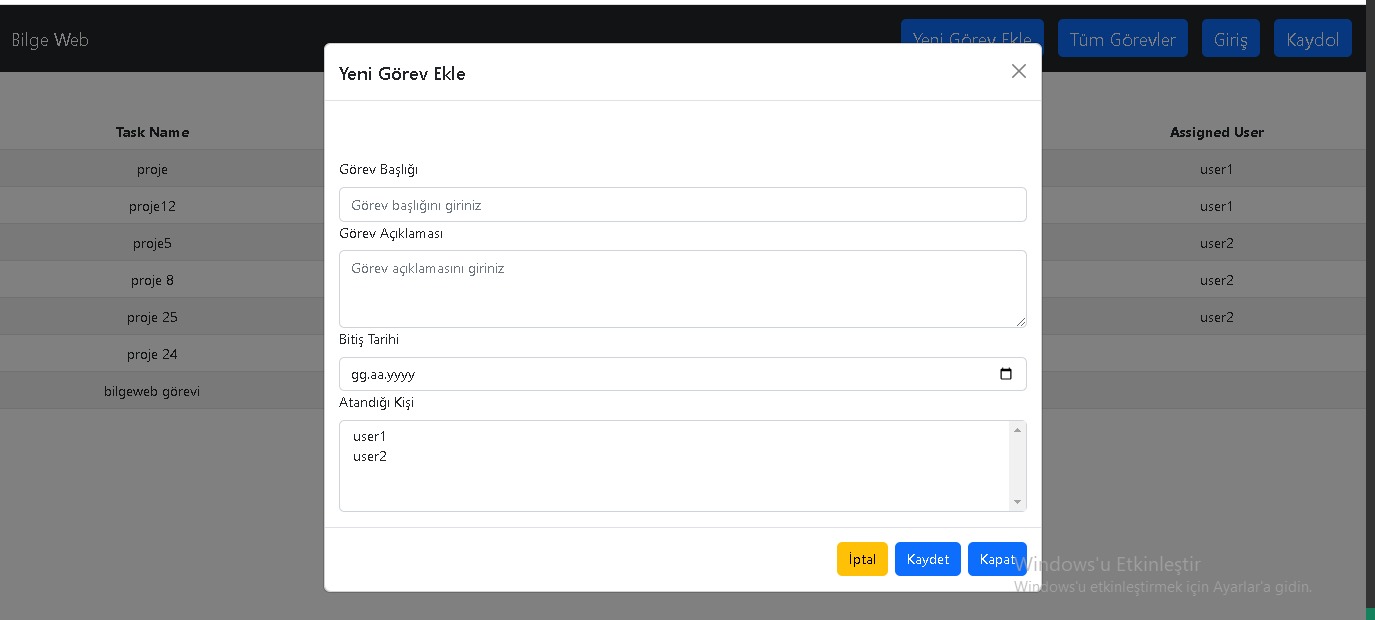 Bilge Web
Yeni Görev Ekle
Tüm Görevler
Giriş
Kaydol
Yeni Görev Ekle
Task Name
Assigned User
proje
user1
proje12
user1
proje5
user2
proje 8
user2
proje 25
user2
proje 24
bilgeweb görevi
Görev Başlığı
Görev başlığını giriniz
Görev Açıklaması
Görev açıklamasını giriniz
Bitiş Tarihi
gg.aa.yyyy
Atandığı Kişi
user1
user2
İptal
Kaydet
Kapat
Windows'u Etkinleştir
Windows'u etkinleştirmek için Ayarlar'a gidin.